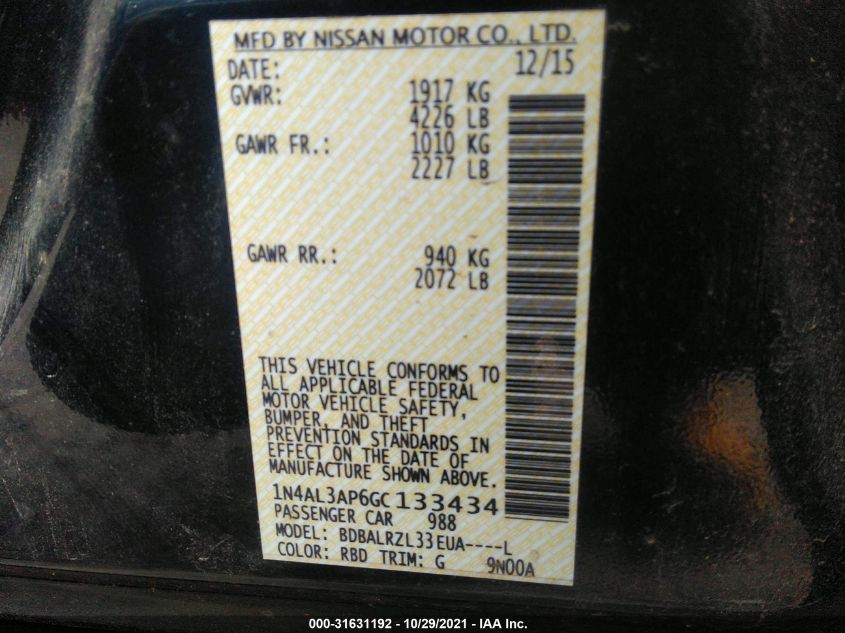 MFD BY NISSAN MOTOR CO., LTD.
DATE: 12/15
GVWR: 1917 KG
4226 LB
GAWR FR.: 1010 KG
2227 LB
GAWR RR.: 940 KG
2072 LB
THIS VEHICLE CONFORMS TO
ALL APPLICABLE FEDERAL
MOTOR VEHICLE SAFETY,
BUMPER, AND THEFT
PREVENTION STANDARDS IN
EFFECT ON THE DATE OF
MANUFACTURE SHOWN ABOVE.
1N4AL3AP6GC133434
PASSENGER CAR 988
MODEL: BDBALRZL33EUA----L
COLOR: RBD TRIM: G 9N00A
000-31631192 - 10/29/2021 - IAA Inc.